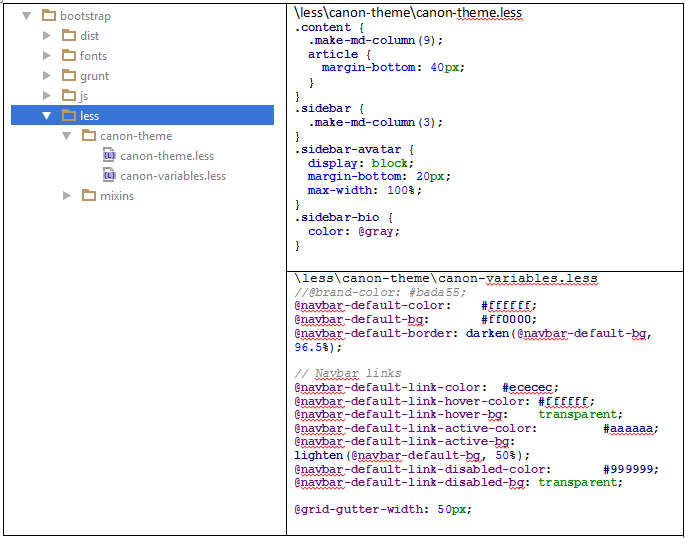 bootstrap
dist
fonts
grunt
js
less
canon-theme
canon-theme.less
canon-variables.less
mixins
\less\canon-theme\canon-theme.less
.content {
.make-md-column(9);
article {
margin-bottom: 40px;
}
}
.sidebar {
.make-md-column(3);
}
.sidebar-avatar {
display: block;
margin-bottom: 20px;
max-width: 100%;
}
.sidebar-bio {
color: @gray;
}
\less\canon-theme\canon-variables.less
//@brand-color: #bada55;
@navbar-default-color: #ffffff;
@navbar-default-bg: #ff0000;
@navbar-default-border: darken(@navbar-default-bg,
96.5%);
// Navbar links
@navbar-default-link-color: #ececec;
@navbar-default-link-hover-color: #ffffff;
@navbar-default-link-hover-bg: transparent;
@navbar-default-link-active-color: #aaaaaa;
@navbar-default-link-active-bg:
lighten(@navbar-default-bg, 50%);
@navbar-default-link-disabled-color: #999999;
@navbar-default-link-disabled-bg: transparent;
@grid-gutter-width: 50px;